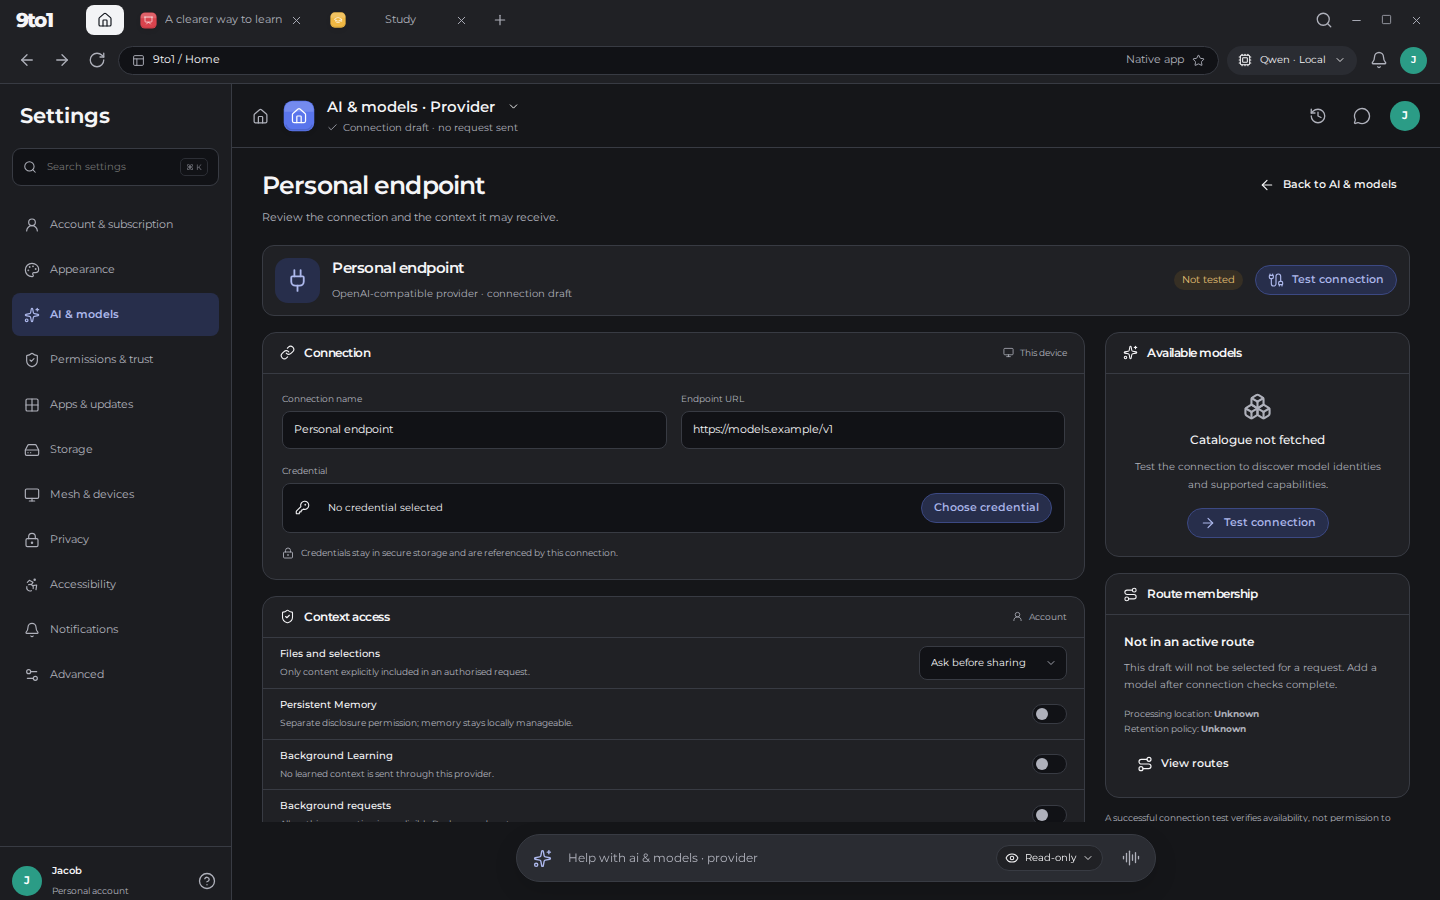 9to1
A clearer way to learn
Study
9to1 / Home
Native app
Qwen · Local
J
Settings
Search settings
⌘ K
Account & subscription
Appearance
AI & models
Permissions & trust
Apps & updates
Storage
Mesh & devices
Privacy
Accessibility
Notifications
Advanced
J
Jacob
Personal account
AI & models · Provider
Connection draft · no request sent
J
Personal endpoint
Review the connection and the context it may receive.
Back to AI & models
Personal endpoint
OpenAI-compatible provider · connection draft
Not tested
Test connection
Connection
This device
Connection name
Personal endpoint
Endpoint URL
https://models.example/v1
Credential
No credential selected
Choose credential
Credentials stay in secure storage and are referenced by this connection.
Context access
Account
Files and selections
Only content explicitly included in an authorised request.
Ask before sharing
Persistent Memory
Separate disclosure permission; memory stays locally manageable.
Background Learning
No learned context is sent through this provider.
Background requests
Available models
Catalogue not fetched
Test the connection to discover model identities
and supported capabilities.
Test connection
Route membership
Not in an active route
This draft will not be selected for a request. Add a
model after connection checks complete.
Processing location: Unknown
Retention policy: Unknown
View routes
A successful connection test verifies availability, not permission to
Help with ai & models · provider
Read-only